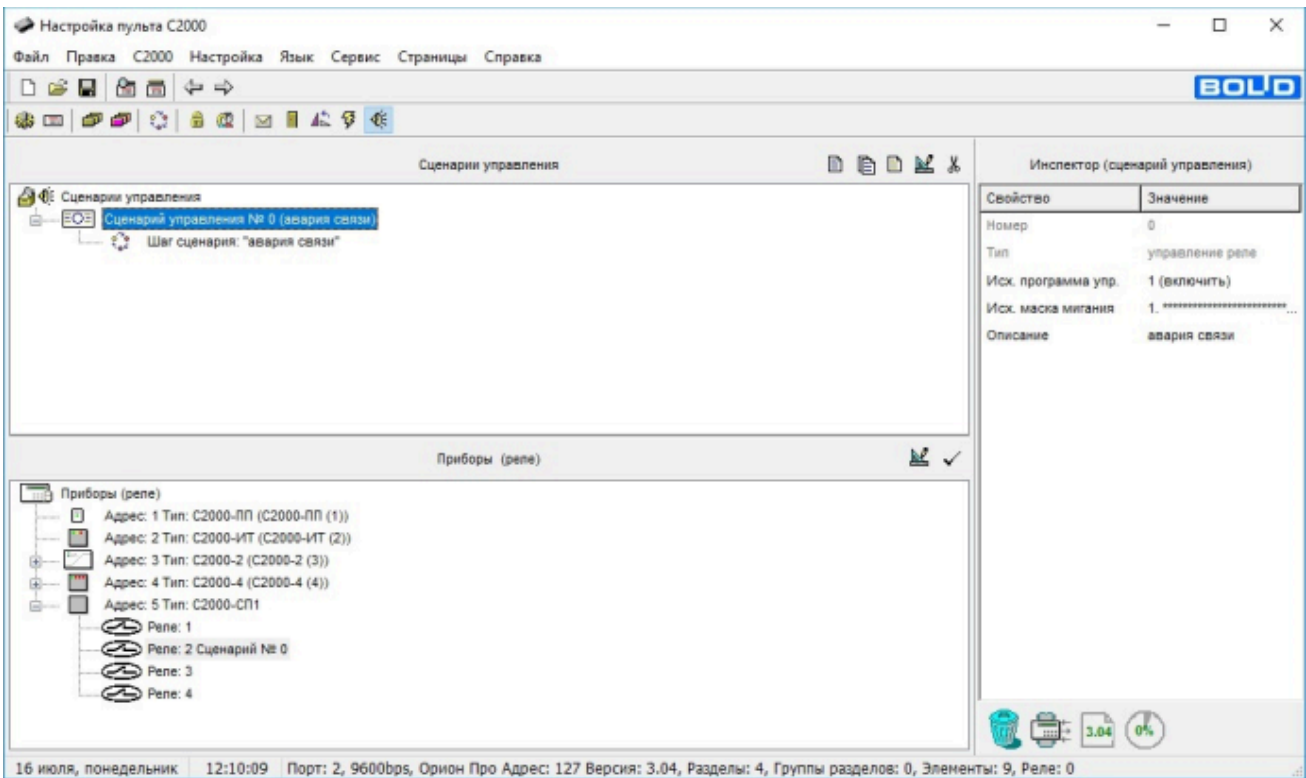 Настройка пульта С2000
Файл Правка С2000 Настройка Язык Сервис Страницы Справка
BOLID
Сценарии управления
Инспектор (сценарий управления)
Сценарии управления
Сценарий управления № 0 (авария связи)
Шаг сценария: "авария связи"
Свойство Значение
Номер 0
Тип управление реле
Исх. программа упр. 1 (включить)
Исх. маска мигания 1. **************************...
Описание авария связи
Приборы (реле)
Приборы (реле)
Адрес: 1 Тип: С2000-ПП (С2000-ПП (1))
Адрес: 2 Тип: С2000-ИТ (С2000-ИТ (2))
Адрес: 3 Тип: С2000-2 (С2000-2 (3))
Адрес: 4 Тип: С2000-4 (С2000-4 (4))
Адрес: 5 Тип: С2000-СП1
Реле: 1
Реле: 2 Сценарий № 0
Реле: 3
Реле: 4
3.04 0%
16 июля, понедельник 12:10:09 Порт: 2, 9600bps, Орион Про Адрес: 127 Версия: 3.04, Разделы: 4, Группы разделов: 0, Элементы: 9, Реле: 0